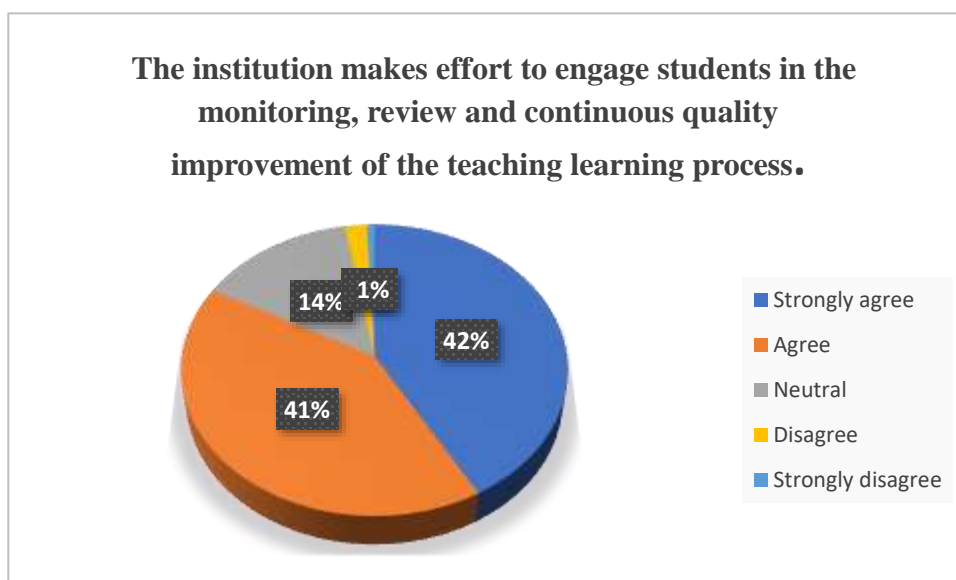 The institution makes effort to engage students in the
monitoring, review and continuous quality
improvement of the teaching learning process.
14%
1%
42%
41%
Strongly agree
Agree
Neutral
Disagree
Strongly disagree